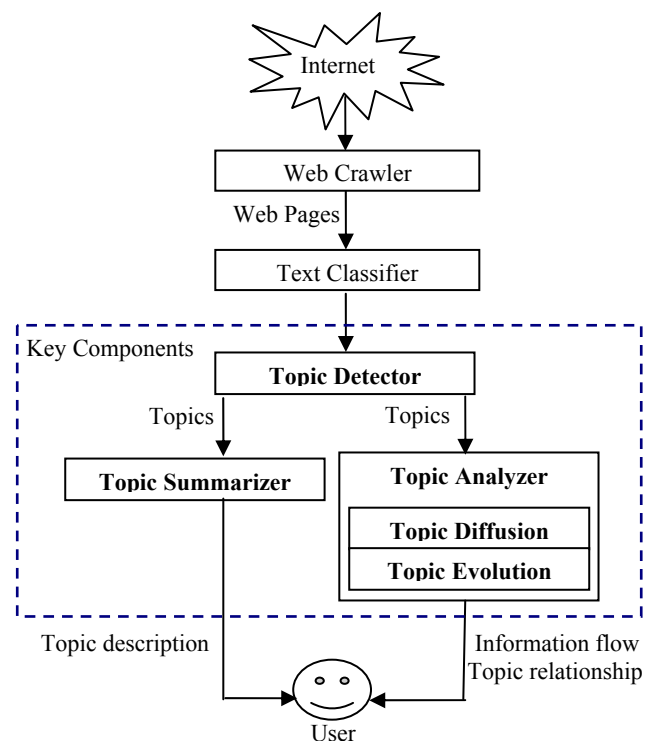 Internet
Web Crawler
Web Pages
Text Classifier
Key Components
Topic Detector
Topics
Topics
Topic Summarizer
Topic Analyzer
Topic Diffusion
Topic Evolution
Topic description
Information flow
Topic relationship
User